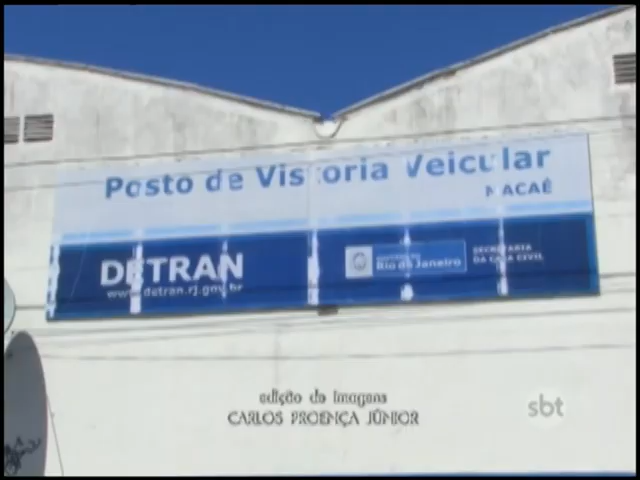 Posto de Vistoria Veicular
MACAÉ
DETRAN
www.detran.rj.gov.br
Rio de Janeiro
SECRETARIA
DA CASA CIVIL
edição de imagens
CARLOS PROENÇA JÚNIOR
sbt